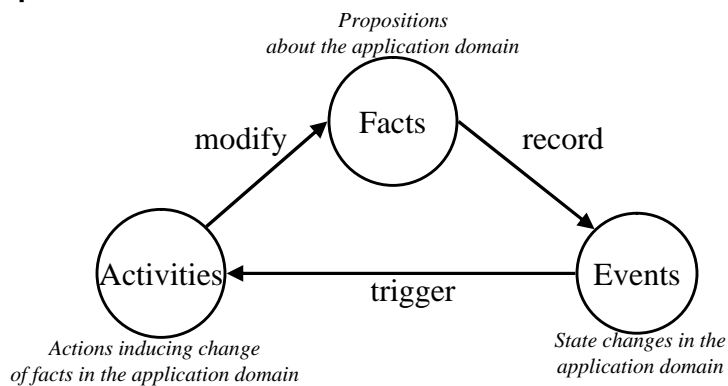 Propositions
about the application domain
Facts
modify
record
Activities
Events
trigger
Actions inducing change
of facts in the application domain
State changes in the
application domain